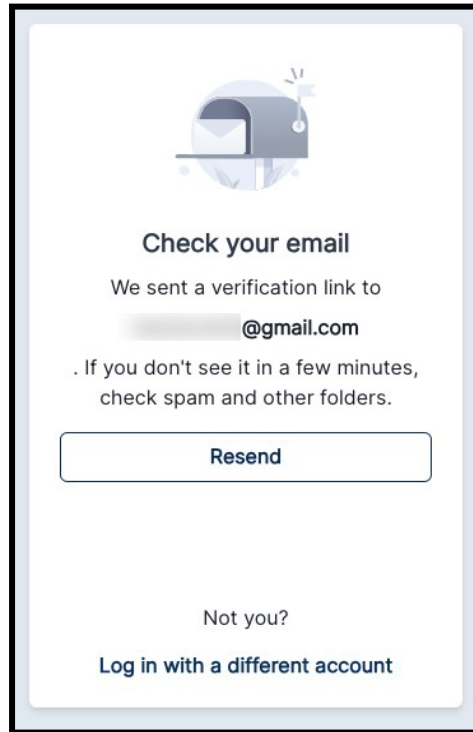 Check your email
We sent a verification link to
@gmail.com
. If you don't see it in a few minutes,
check spam and other folders.
Resend
Not you?
Log in with a different account